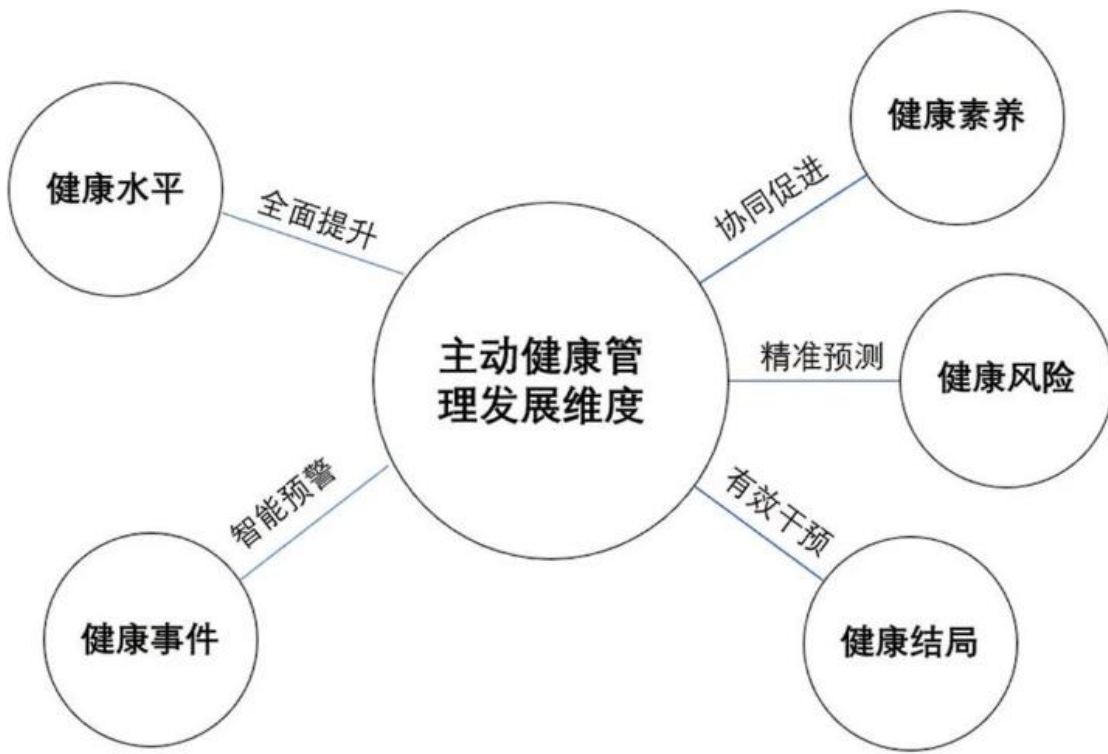 健康素养
健康水平
协同促进
全面提升
主动健康管
理发展维度
精准预测
健康风险
智能预警
有效干预
健康事件
健康结局